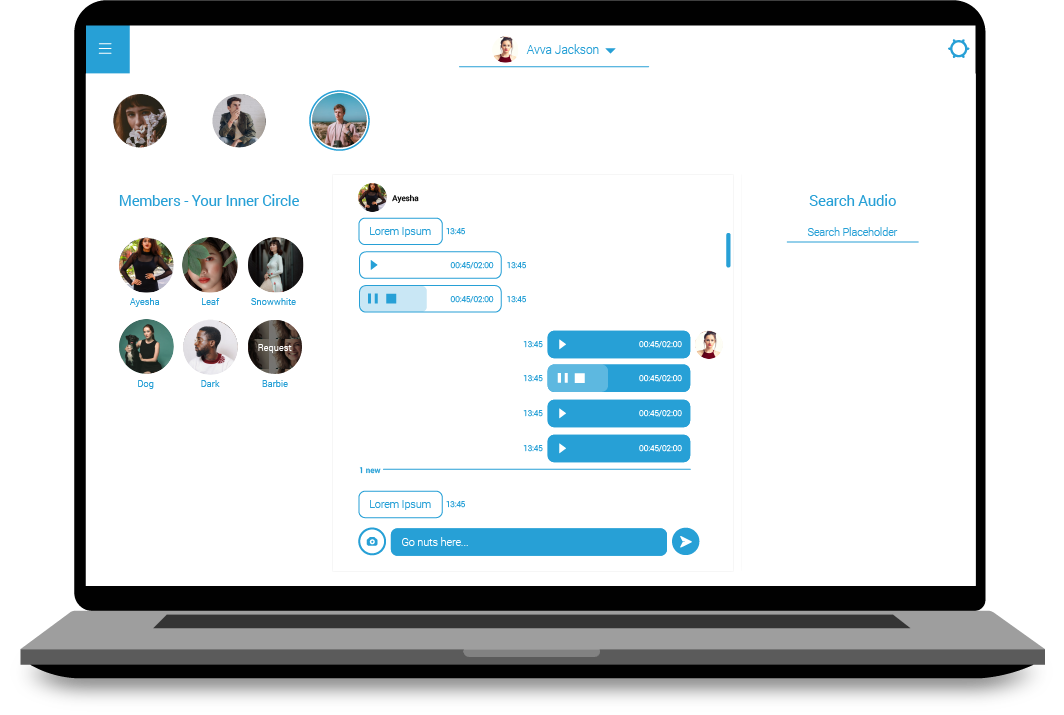 Avva Jackson
Members - Your Inner Circle
Ayesha
Leaf
Snowwhite
Request
Dog
Dark
Barbie
Ayesha
Lorem Ipsum 13:45
00:45/02:00 13:45
00:45/02:00 13:45
13:45 00:45/02:00
13:45 00:45/02:00
13:45 00:45/02:00
13:45 00:45/02:00
1 new
Lorem Ipsum 13:45
Go nuts here...
Search Audio
Search Placeholder